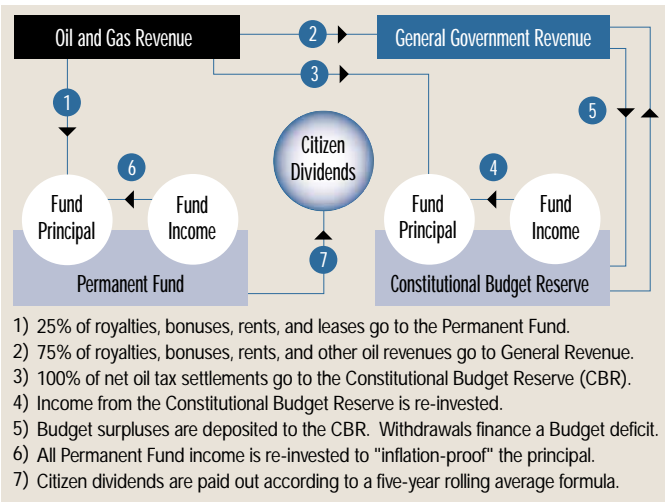 Oil and Gas Revenue
2
General Government Revenue
3
1
5
Citizen
Dividends
6
4
Fund
Principal
Fund
Income
Fund
Principal
Fund
Income
7
Permanent Fund
Constitutional Budget Reserve
1) 25% of royalties, bonuses, rents, and leases go to the Permanent Fund.
2) 75% of royalties, bonuses, rents, and other oil revenues go to General Revenue.
3) 100% of net oil tax settlements go to the Constitutional Budget Reserve (CBR).
4) Income from the Constitutional Budget Reserve is re-invested.
5) Budget surpluses are deposited to the CBR. Withdrawals finance a Budget deficit.
6) All Permanent Fund income is re-invested to "inflation-proof" the principal.
7) Citizen dividends are paid out according to a five-year rolling average formula.